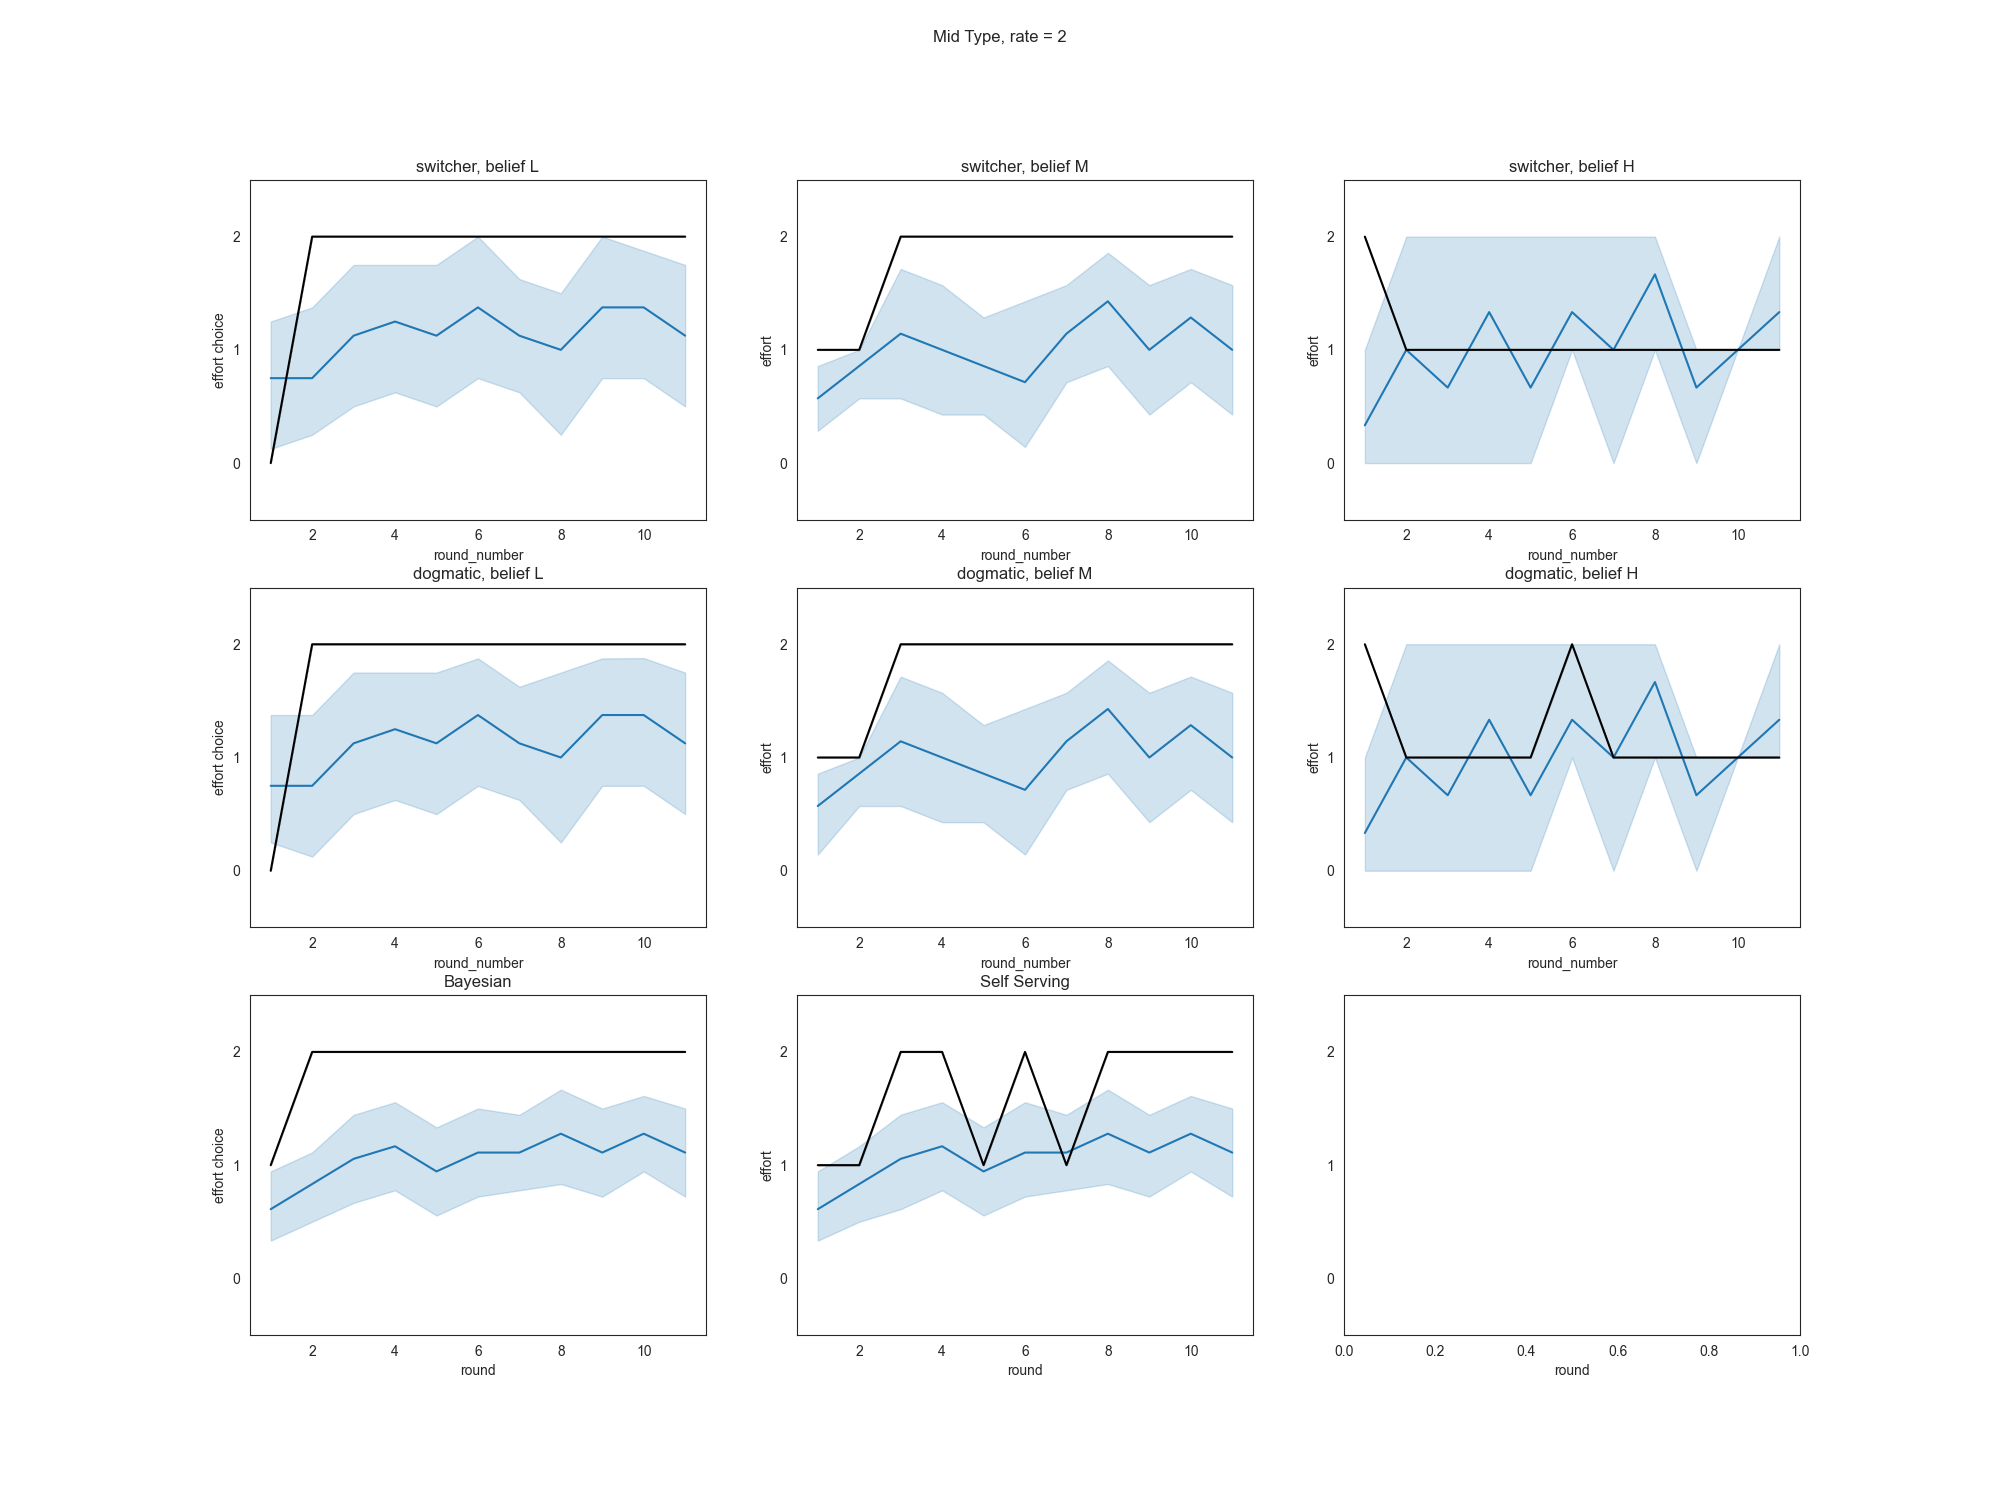 Mid Type, rate = 2
switcher, belief L
switcher, belief M
switcher, belief H
2
1
0
effort choice
2 4 6 8 10
round_number
2
1
0
effort
2 4 6 8 10
round_number
2
1
0
effort
2 4 6 8 10
round_number
dogmatic, belief L
dogmatic, belief M
dogmatic, belief H
2
1
0
effort choice
2 4 6 8 10
round_number
2
1
0
effort
2 4 6 8 10
round_number
2
1
0
effort
2 4 6 8 10
round_number
Bayesian
Self Serving
2
1
0
effort choice
2 4 6 8 10
round
2
1
0
effort
2 4 6 8 10
round
2
1
0
0.0 0.2 0.4 0.6 0.8 1.0
round